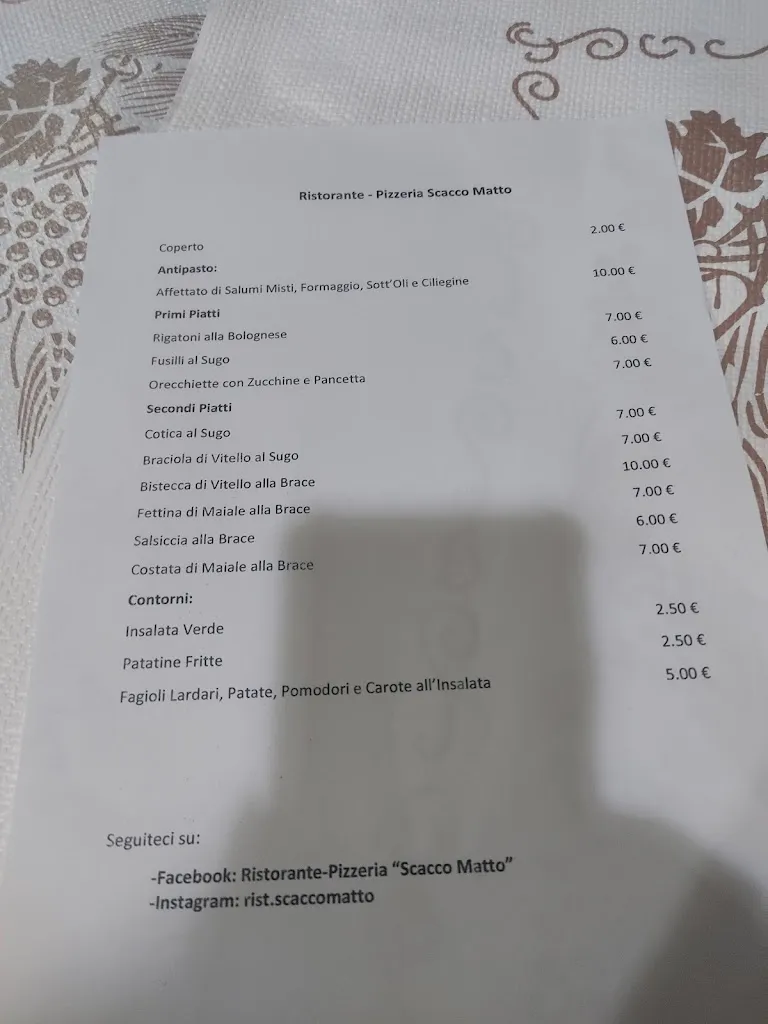 Ristorante - Pizzeria Scacco Matto
Coperto 2.00 €
Antipasto:
Affettato di Salumi Misti, Formaggio, Sott'Oli e Ciliegine 10.00 €
Primi Piatti
Rigatoni alla Bolognese 7.00 €
Fusilli al Sugo 6.00 €
Orecchiette con Zucchine e Pancetta 7.00 €
Secondi Piatti
Cotica al Sugo 7.00 €
Braciola di Vitello al Sugo 7.00 €
Bistecca di Vitello alla Brace 10.00 €
Fettina di Maiale alla Brace 7.00 €
Salsiccia alla Brace 6.00 €
Costata di Maiale alla Brace 7.00 €
Contorni:
Insalata Verde 2.50 €
Patatine Fritte 2.50 €
Fagioli Lardari, Patate, Pomodori e Carote all'Insalata 5.00 €
Seguiteci su:
-Facebook: Ristorante-Pizzeria “Scacco Matto”
-Instagram: rist.scaccomatto